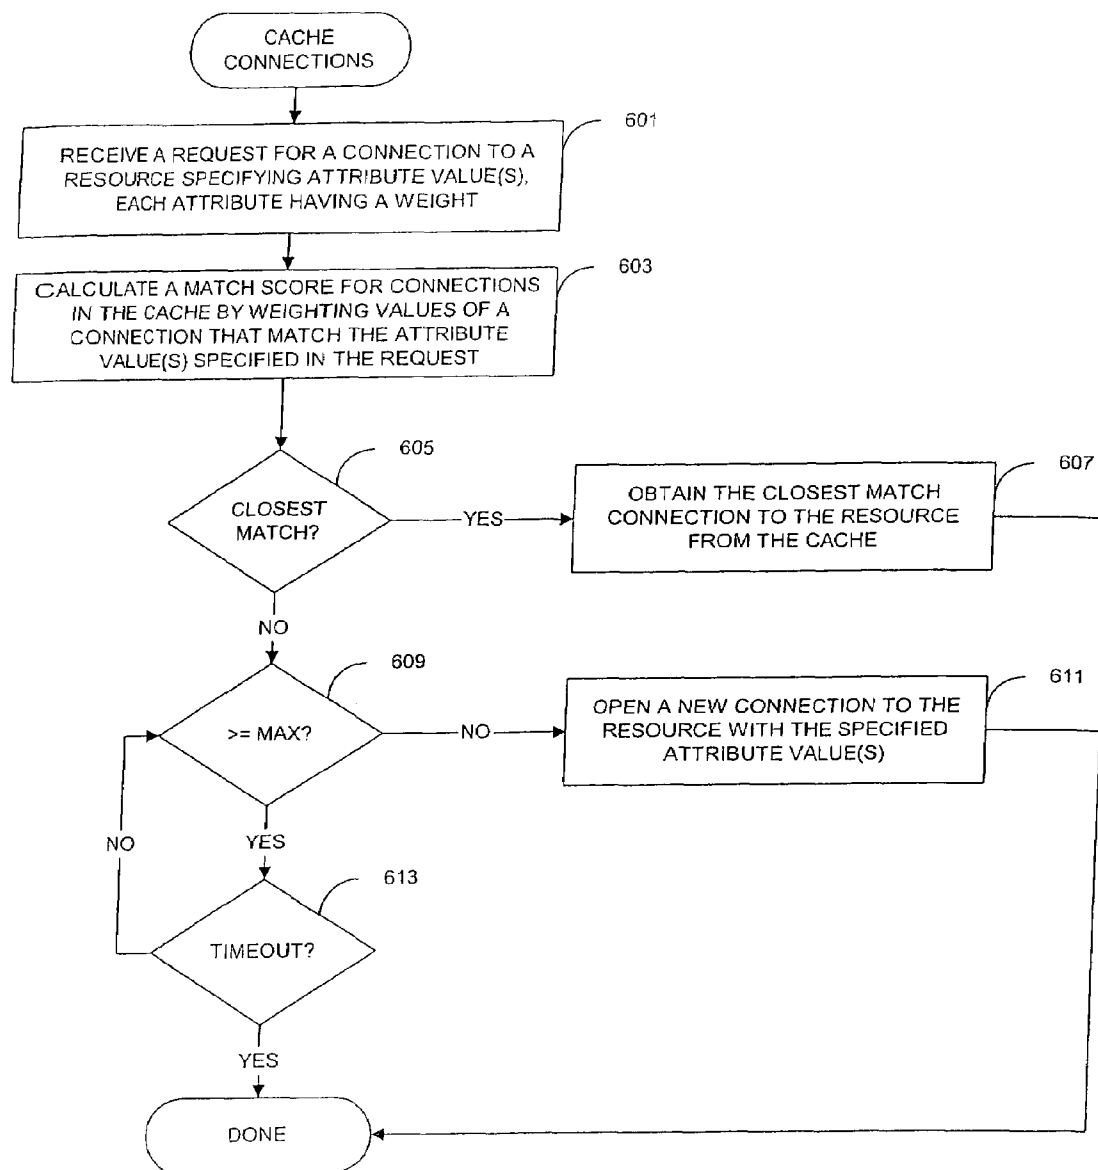 CACHE
CONNECTIONS
601
RECEIVE A REQUEST FOR A CONNECTION TO A
RESOURCE SPECIFYING ATTRIBUTE VALUE(S),
EACH ATTRIBUTE HAVING A WEIGHT
603
CALCULATE A MATCH SCORE FOR CONNECTIONS
IN THE CACHE BY WEIGHTING VALUES OF A
CONNECTION THAT MATCH THE ATTRIBUTE
VALUE(S) SPECIFIED IN THE REQUEST
605
CLOSEST
MATCH?
YES
607
OBTAIN THE CLOSEST MATCH
CONNECTION TO THE RESOURCE
FROM THE CACHE
NO
609
>= MAX?
NO
611
OPEN A NEW CONNECTION TO THE
RESOURCE WITH THE SPECIFIED
ATTRIBUTE VALUE(S)
YES
NO
613
TIMEOUT?
YES
DONE